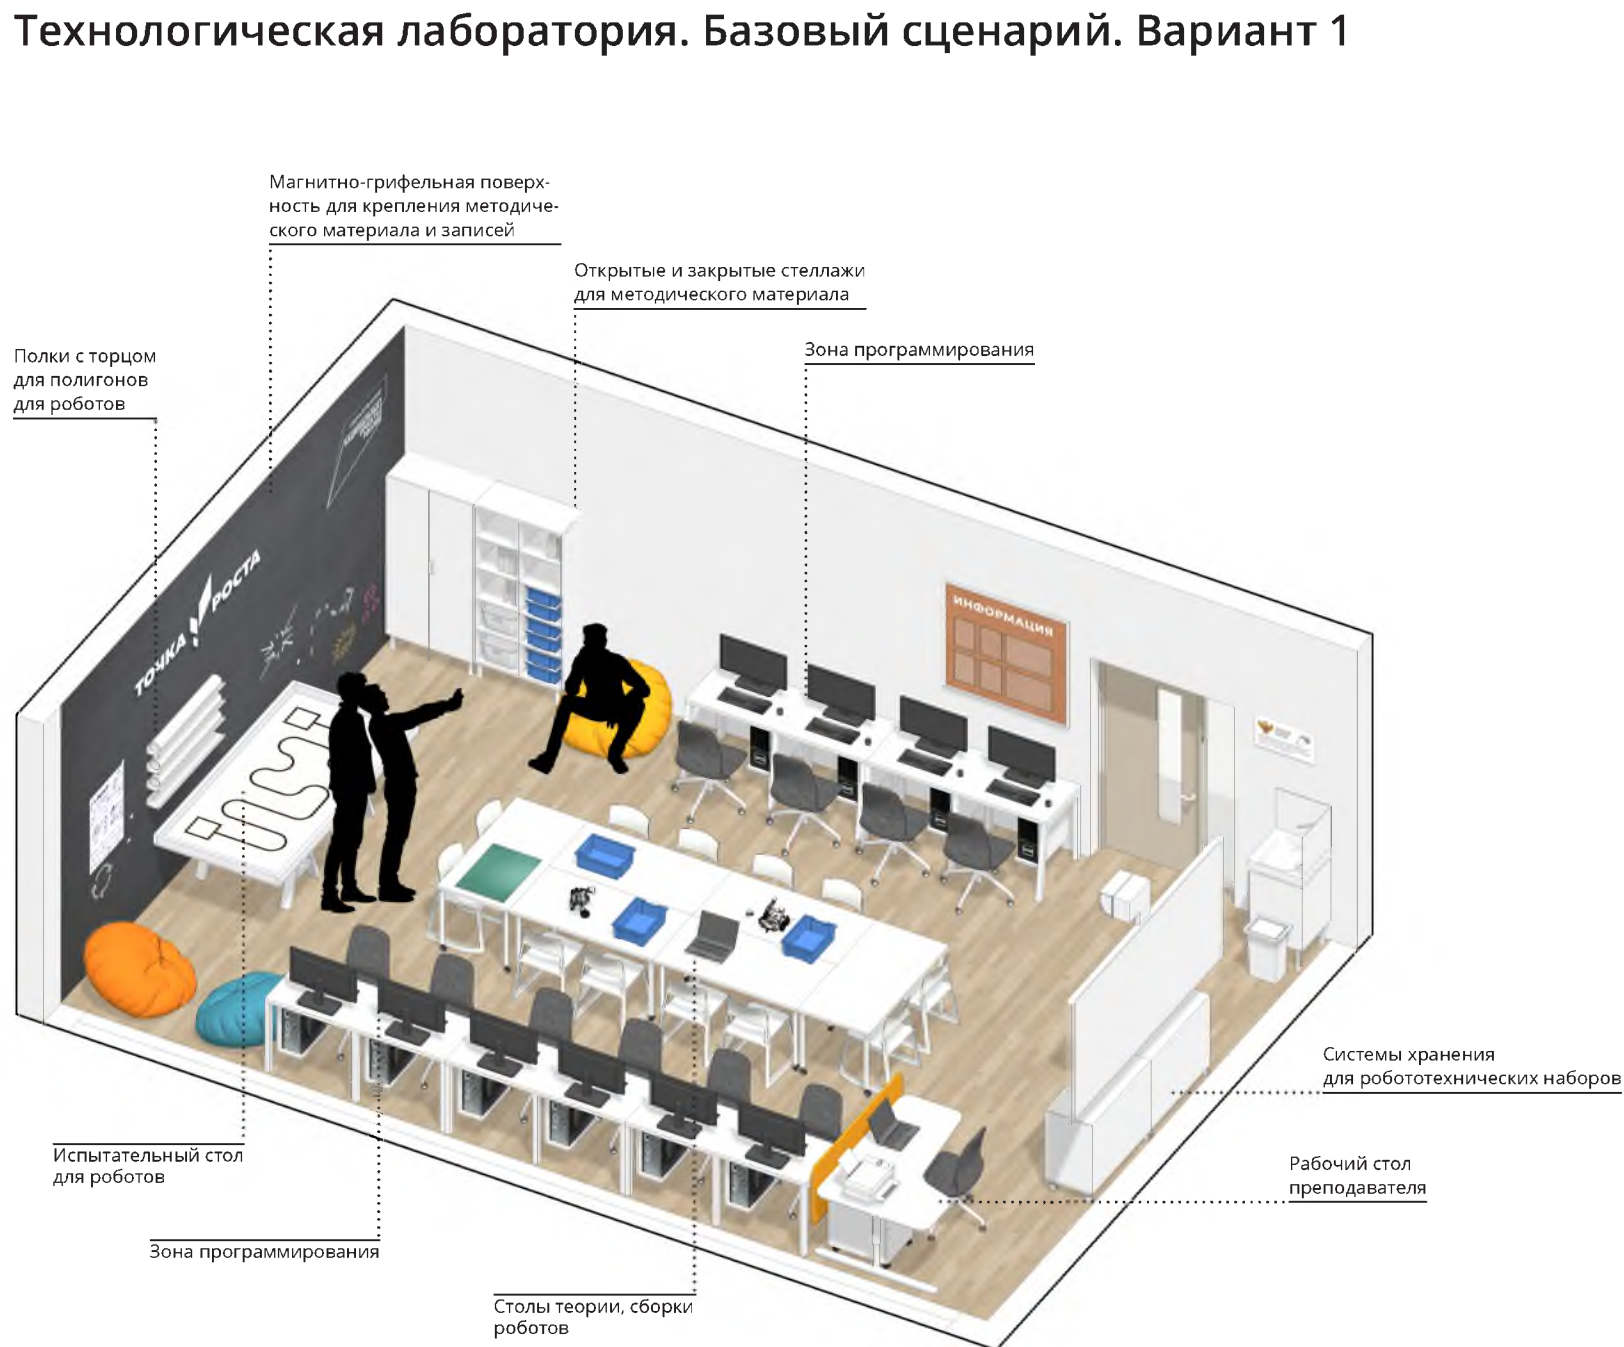 Технологическая лаборатория. Базовый сценарий. Вариант 1
Магнитно-грифельная поверх-
ность для крепления методиче-
ского материала и записей
Открытые и закрытые стеллажи
для методического материала
Зона программирования
Полки с торцом
для полигонов
для роботов
ТОЧКА РОСТА
ИНФОРМАЦИЯ
Системы хранения
для робототехнических наборов
Рабочий стол
преподавателя
Испытательный стол
для роботов
Зона программирования
Столы теории, сборки
роботов